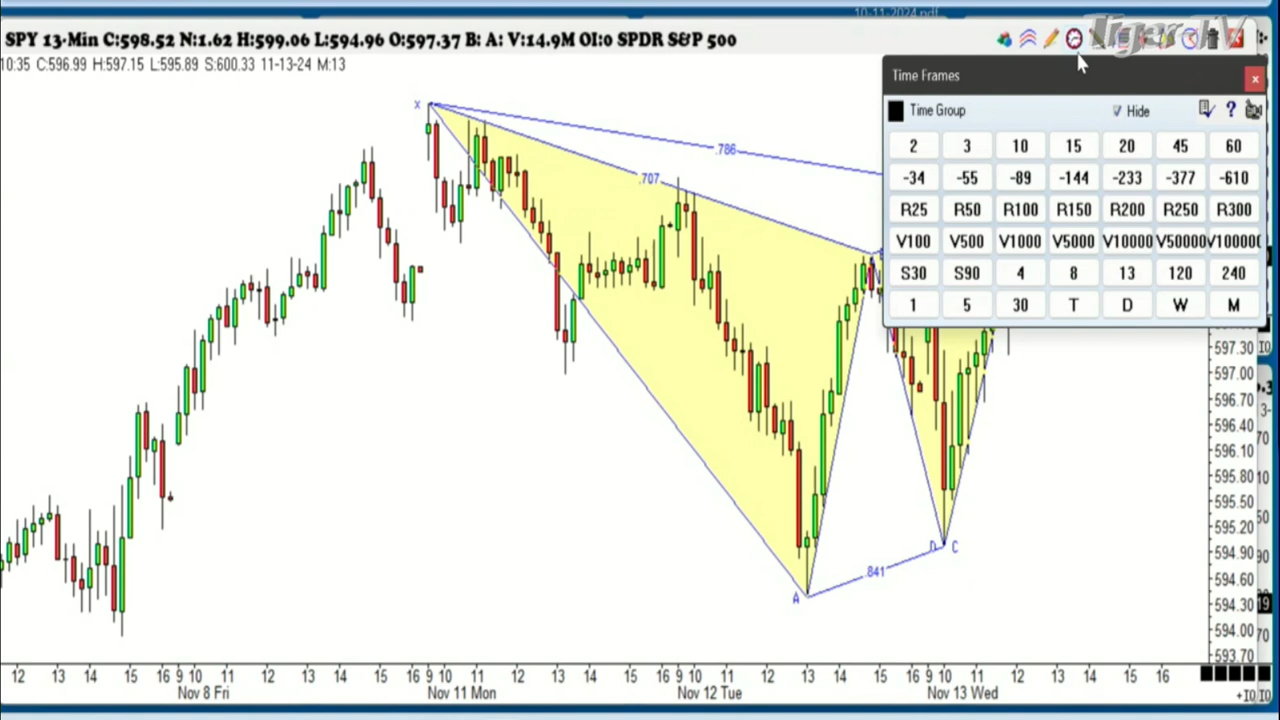 10-11-2024.pdf
SPY 13-Min C:598.52 N:1.62 H:599.06 L:594.96 O:597.37 B: A: V:14.9M OI:0 SPDR S&P 500
Tiger TV
10:35 C:596.99 H:597.15 L:595.89 S:600.33 11-13-24 M:13
Time Frames
Time Group Hide ?
2 3 10 15 20 45 60
-34 -55 -89 -144 -233 -377 -610
R25 R50 R100 R150 R200 R250 R300
V100 V500 V1000 V5000 V10000 V50000 V100000
S30 S90 4 8 13 120 240
1 5 30 T D W M
X
.786
.707
597.30
597.00
596.70
596.40
596.10
595.80
595.50
595.20
594.90
594.60
594.30
594.00
593.70
D C
.841
A
12 13 14 15 16 9 10 11 12 13 14 15 16 9 10 11 12 13 14 15 16 9 10 11 12 13 14 15 16 9 10 11 12 13 14 15 16
Nov 8 Fri Nov 11 Mon Nov 12 Tue Nov 13 Wed